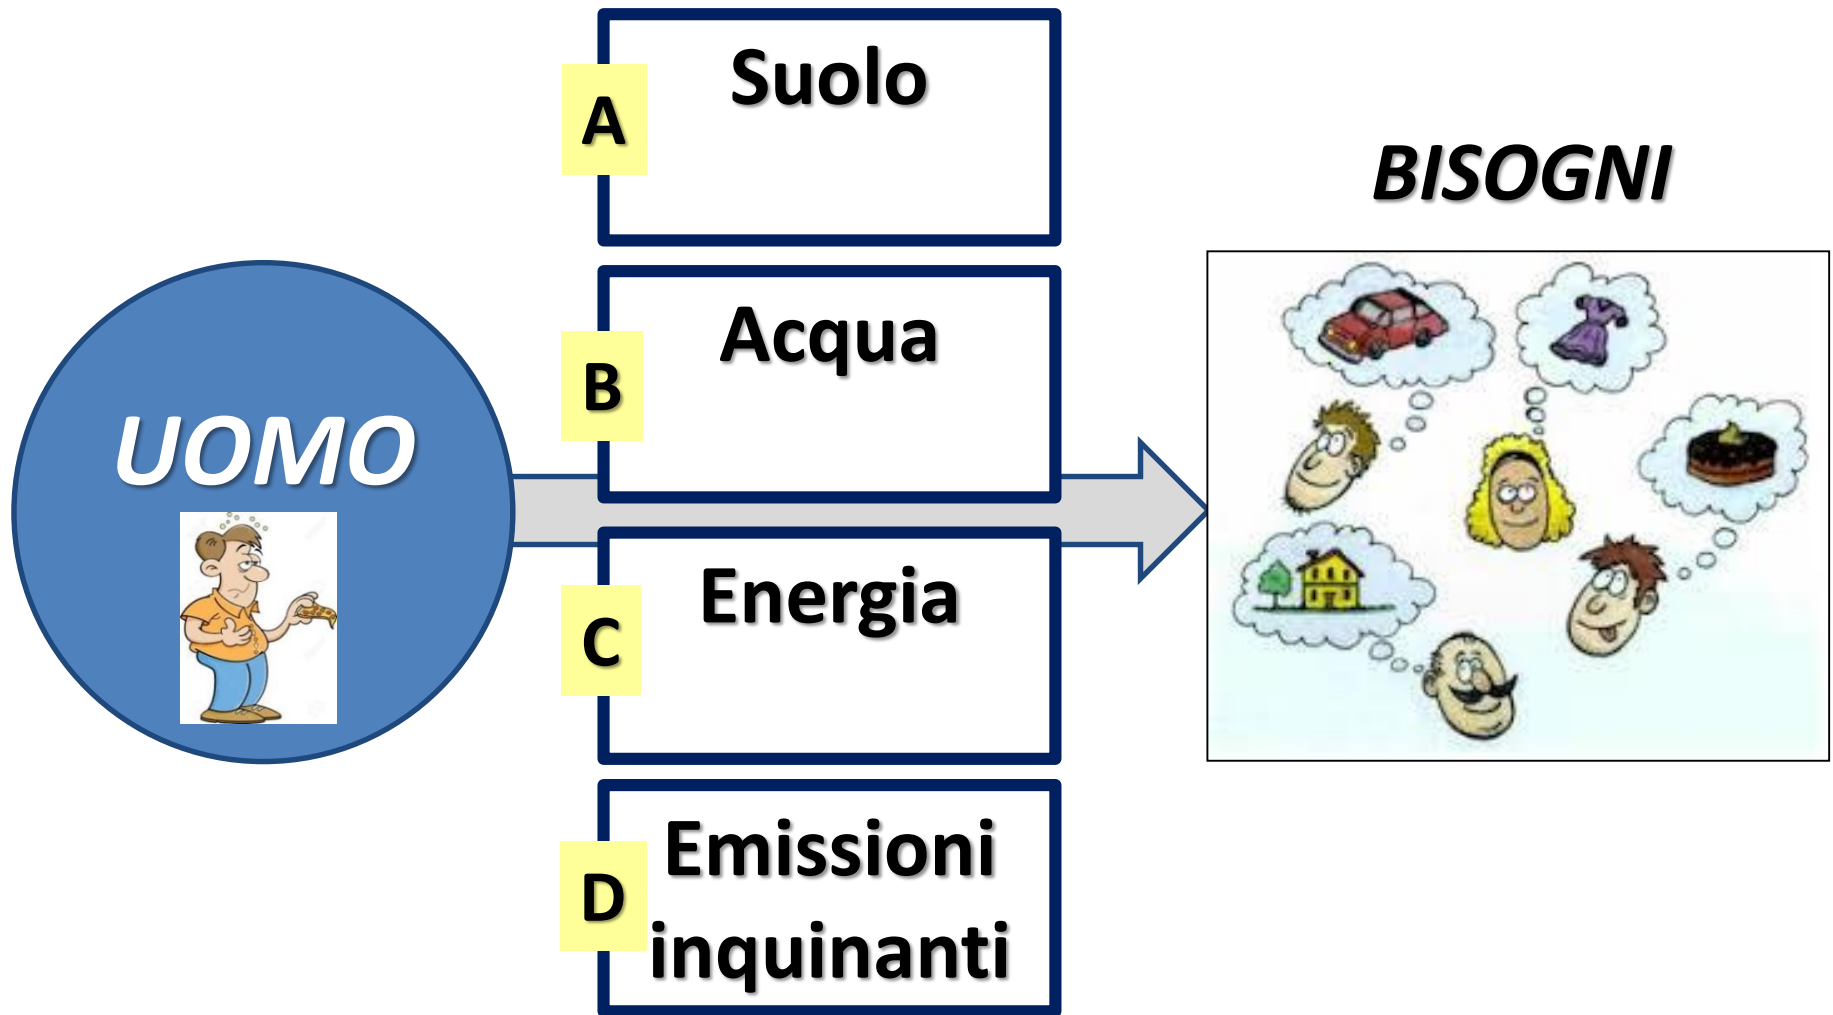 UOMO
A
Suolo
B
Acqua
C
Energia
D
Emissioni
inquinanti
BISOGNI